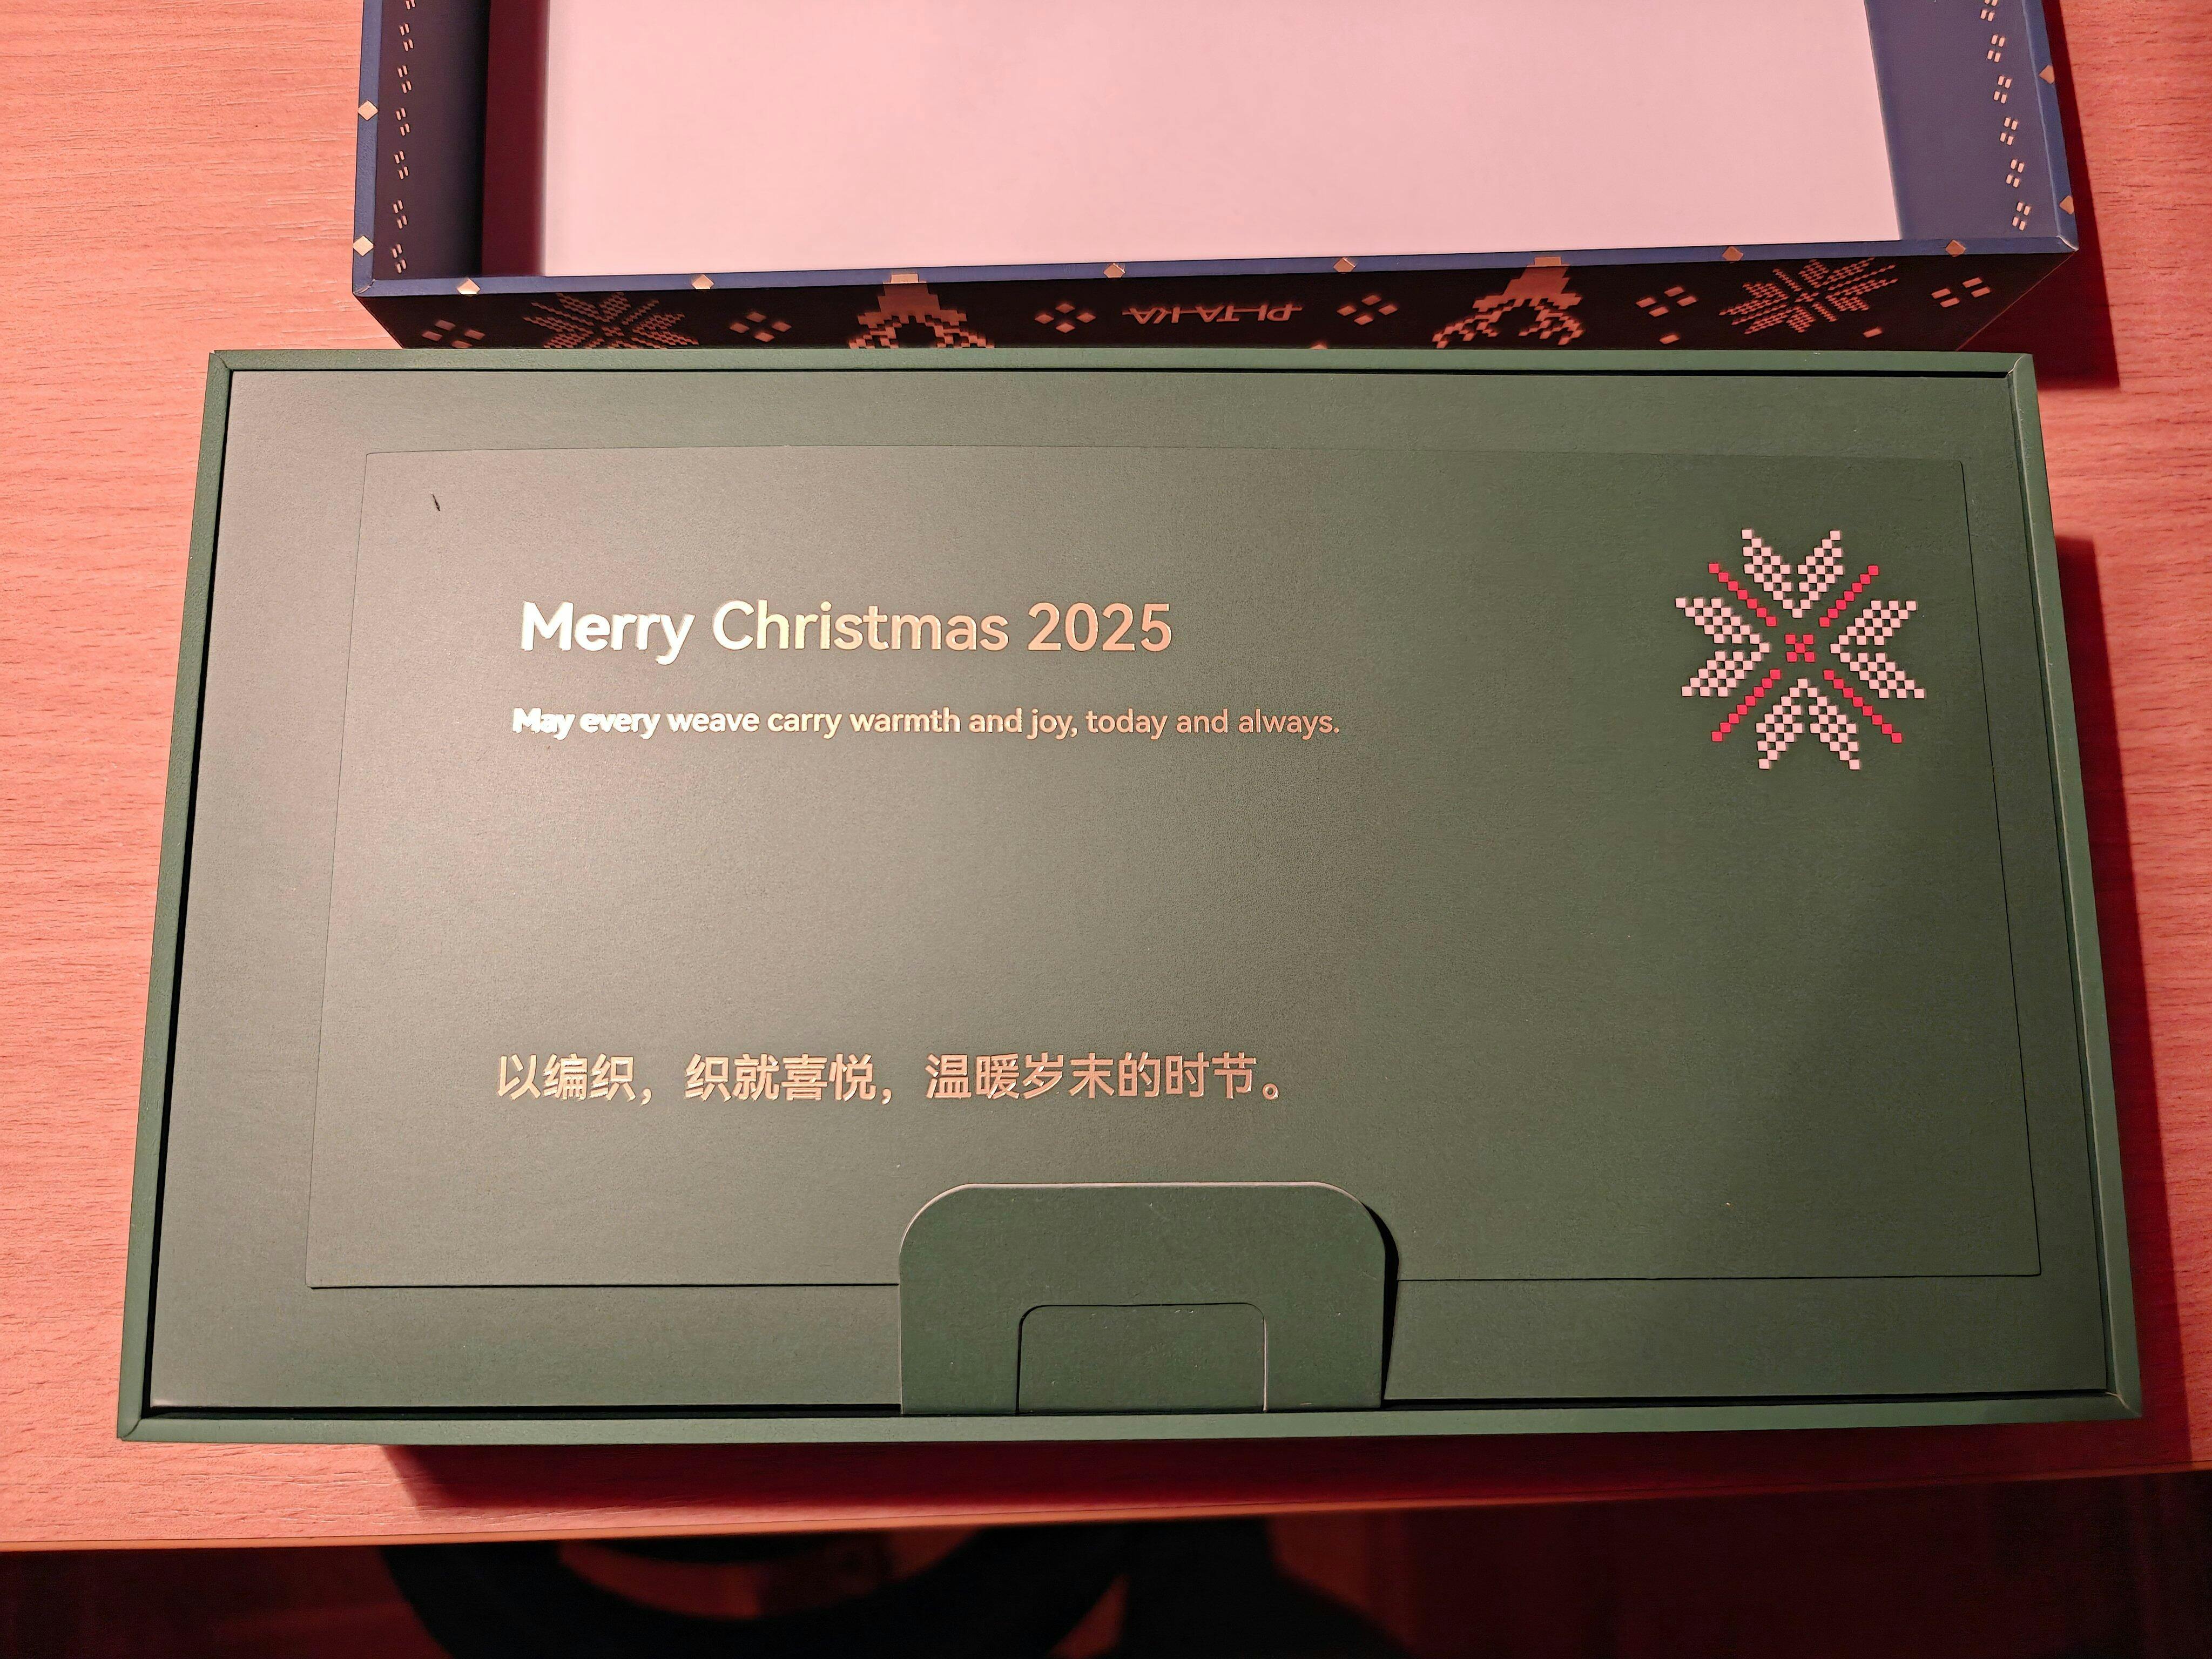 PITAKA
Merry Christmas 2025
May every weave carry warmth and joy, today and always.
以编织，织就喜悦，温暖岁末的时节。